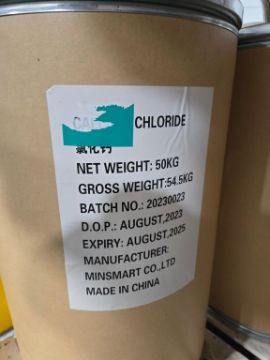 CHLORIDE
氯化钙
NET WEIGHT: 50KG
GROSS WEIGHT:54.5KG
BATCH NO.: 20230023
D.O.P.: AUGUST,2023
EXPIRY: AUGUST,2025
MANUFACTURER:
MINSMART CO..LTD
MADE IN CHINA